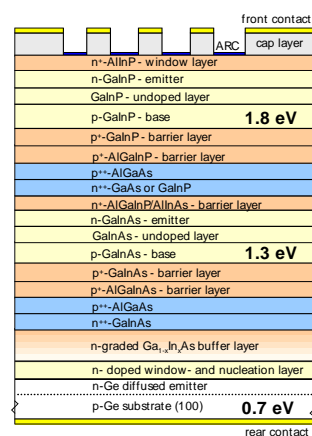 front contact
ARC cap layer
n⁺-AlInP - window layer
n-GaInP - emitter
GaInP - undoped layer
p-GaInP - base 1.8 eV
p⁺-GaInP - barrier layer
p⁺-AlGaInP - barrier layer
p⁺⁺-AlGaAs
n⁺⁺-GaAs or GaInP
n⁺-AlGaInP/AlInAs - barrier layer
n-GaInAs - emitter
GaInAs - undoped layer
p-GaInAs - base 1.3 eV
p⁺-GaInAs - barrier layer
p⁺-AlGaInAs - barrier layer
p⁺⁺-AlGaAs
n⁺⁺-GaInAs
n-graded Ga₁₋ₓInₓAs buffer layer
n- doped window- and nucleation layer
n-Ge diffused emitter
p-Ge substrate (100) 0.7 eV
rear contact